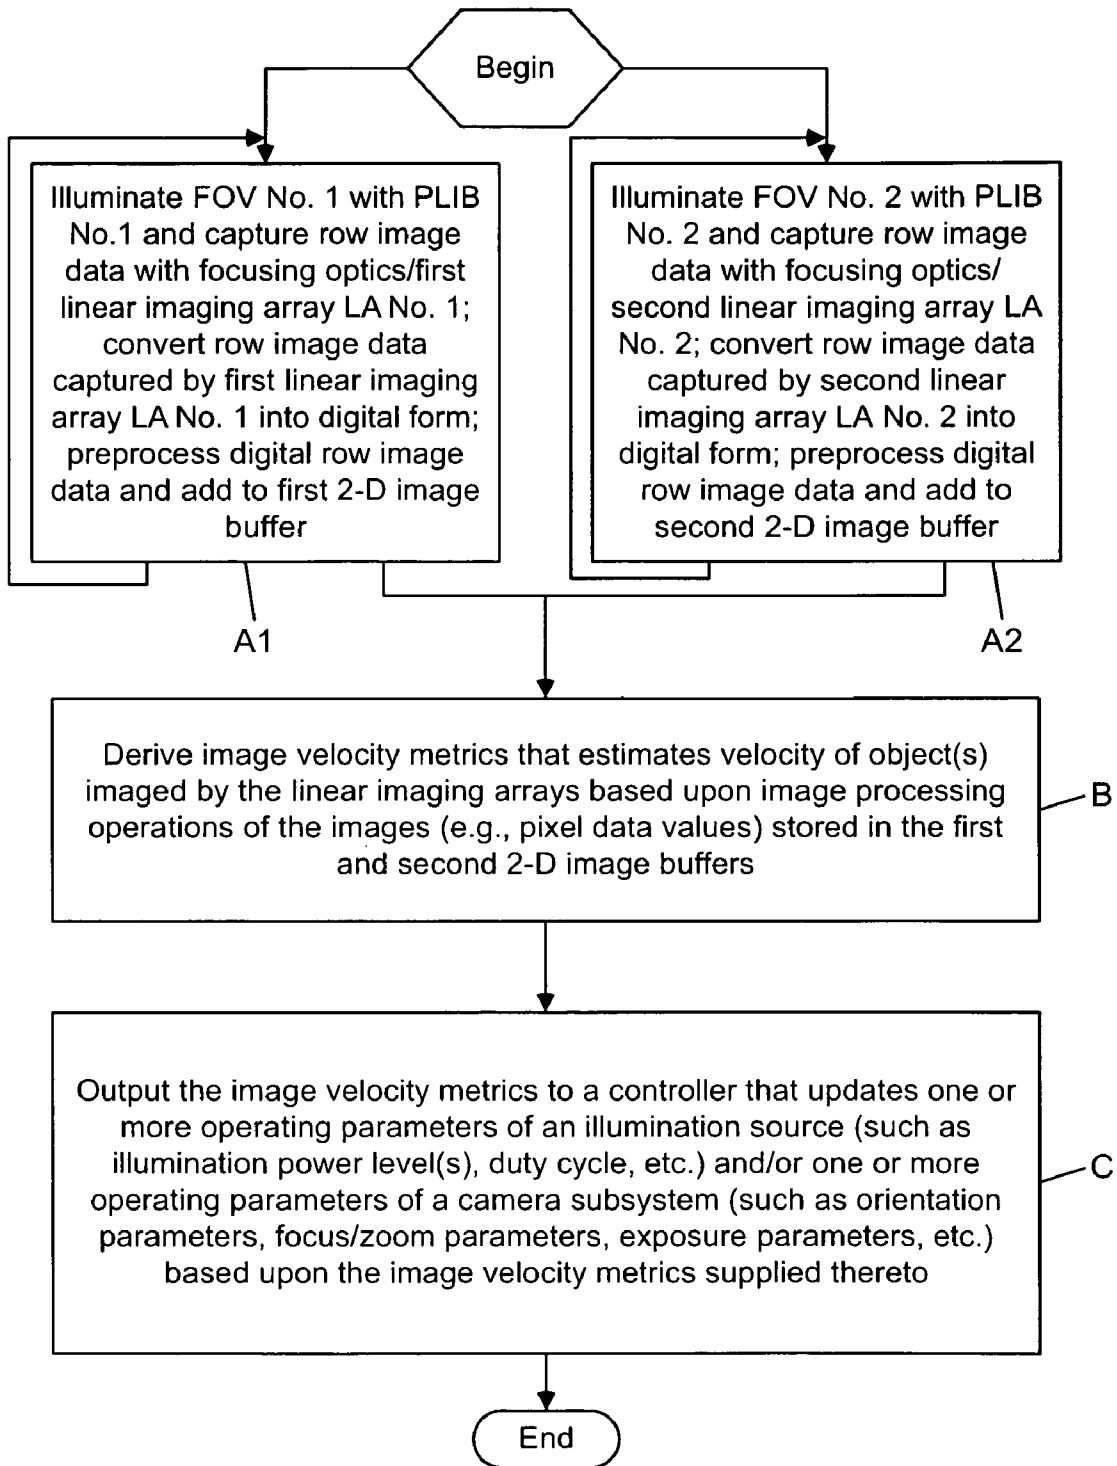 Begin
Illuminate FOV No. 1 with PLIB
No.1 and capture row image
data with focusing optics/first
linear imaging array LA No. 1;
convert row image data
captured by first linear imaging
array LA No. 1 into digital form;
preprocess digital row image
data and add to first 2-D image
buffer
A1
Illuminate FOV No. 2 with PLIB
No. 2 and capture row image
data with focusing optics/
second linear imaging array LA
No. 2; convert row image data
captured by second linear
imaging array LA No. 2 into
digital form; preprocess digital
row image data and add to
second 2-D image buffer
A2
Derive image velocity metrics that estimates velocity of object(s)
imaged by the linear imaging arrays based upon image processing
operations of the images (e.g., pixel data values) stored in the first
and second 2-D image buffers
B
Output the image velocity metrics to a controller that updates one or
more operating parameters of an illumination source (such as
illumination power level(s), duty cycle, etc.) and/or one or more
operating parameters of a camera subsystem (such as orientation
parameters, focus/zoom parameters, exposure parameters, etc.)
based upon the image velocity metrics supplied thereto
C
End